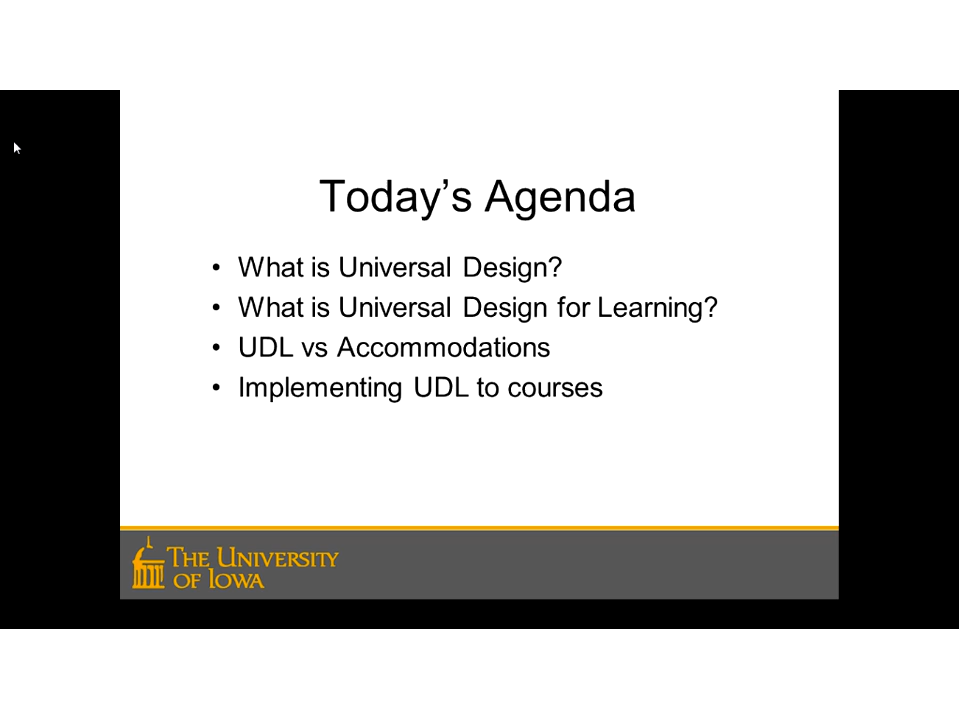 Today’s Agenda
• What is Universal Design?
• What is Universal Design for Learning?
• UDL vs Accommodations
• Implementing UDL to courses
THE UNIVERSITY
OF IOWA